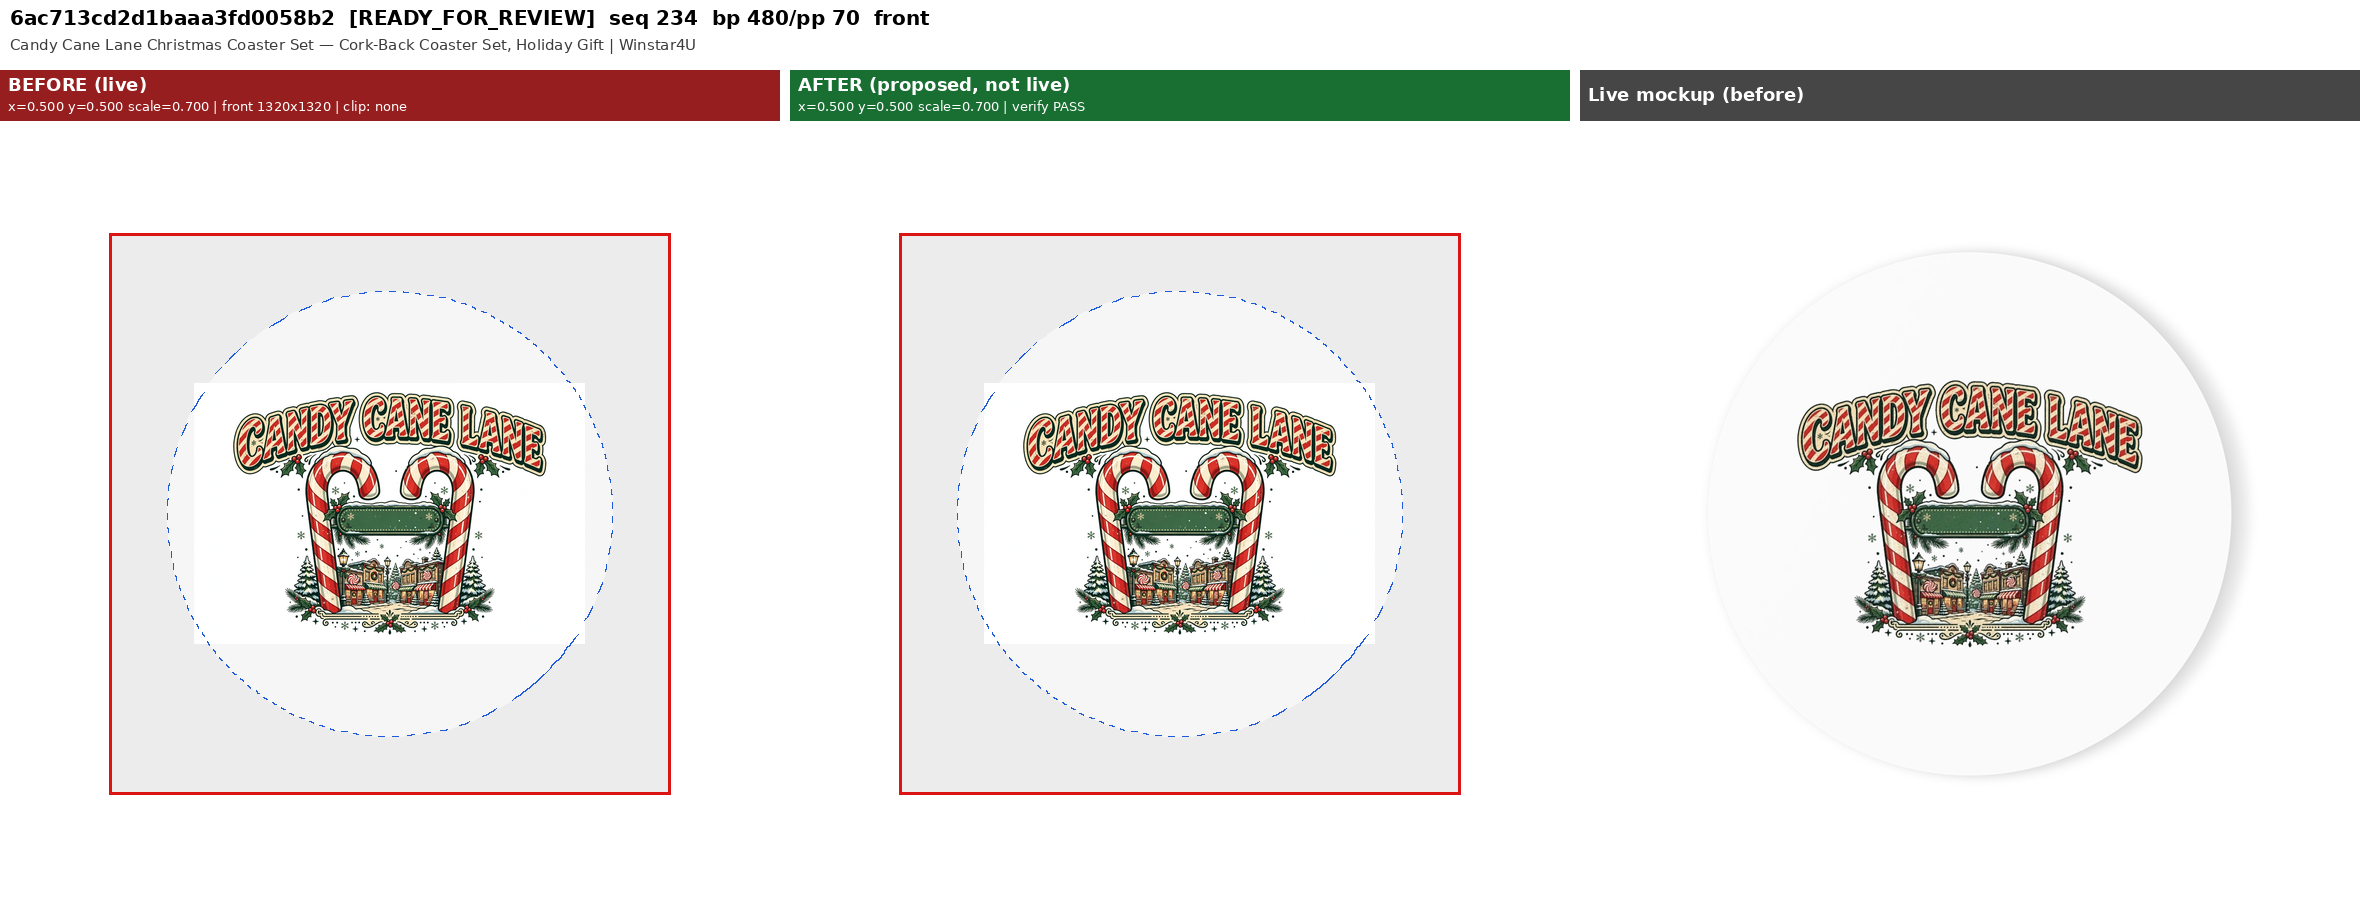 6ac713cd2d1baaa3fd0058b2 [READY_FOR_REVIEW] seq 234 bp 480/pp 70 front
Candy Cane Lane Christmas Coaster Set — Cork-Back Coaster Set, Holiday Gift | Winstar4U
BEFORE (live)
x=0.500 y=0.500 scale=0.700 | front 1320x1320 | clip: none
AFTER (proposed, not live)
x=0.500 y=0.500 scale=0.700 | verify PASS
Live mockup (before)
CANDY CANE LANE
CANDY CANE LANE
CANDY CANE LANE